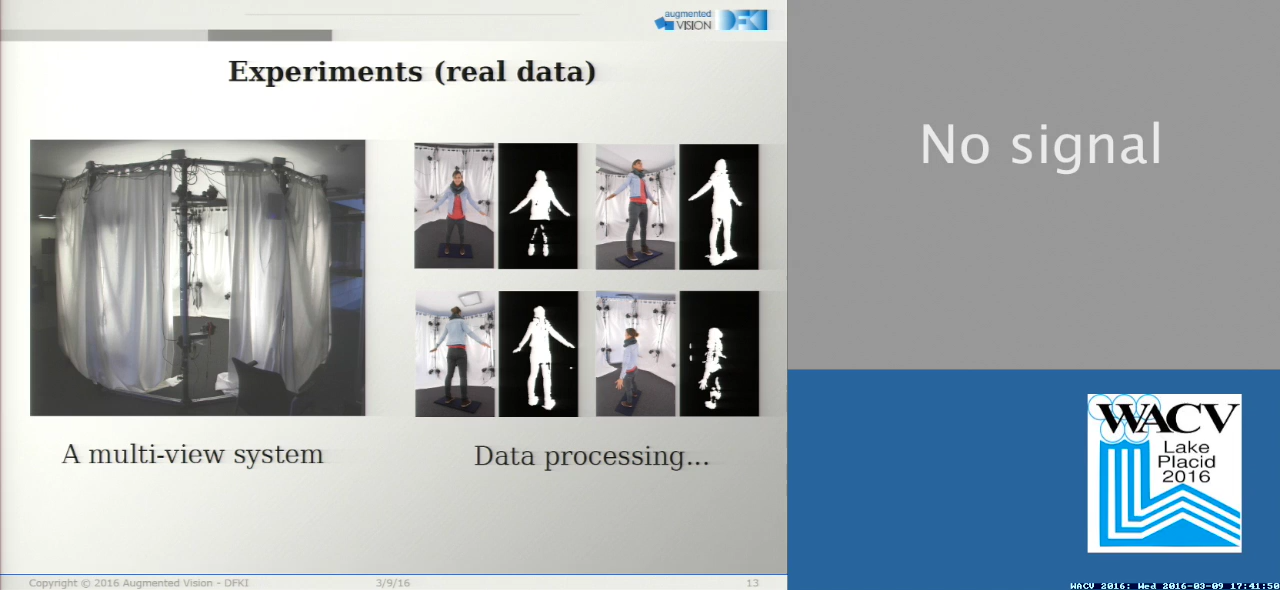 augmented
VISION
DFKI
Experiments (real data)
A multi-view system
Data processing...
Copyright © 2016 Augmented Vision - DFKI
3/9/16
13
No signal
WACV
Lake
Placid
2016
WACV 2016: Wed 2016-03-09 17:41:50